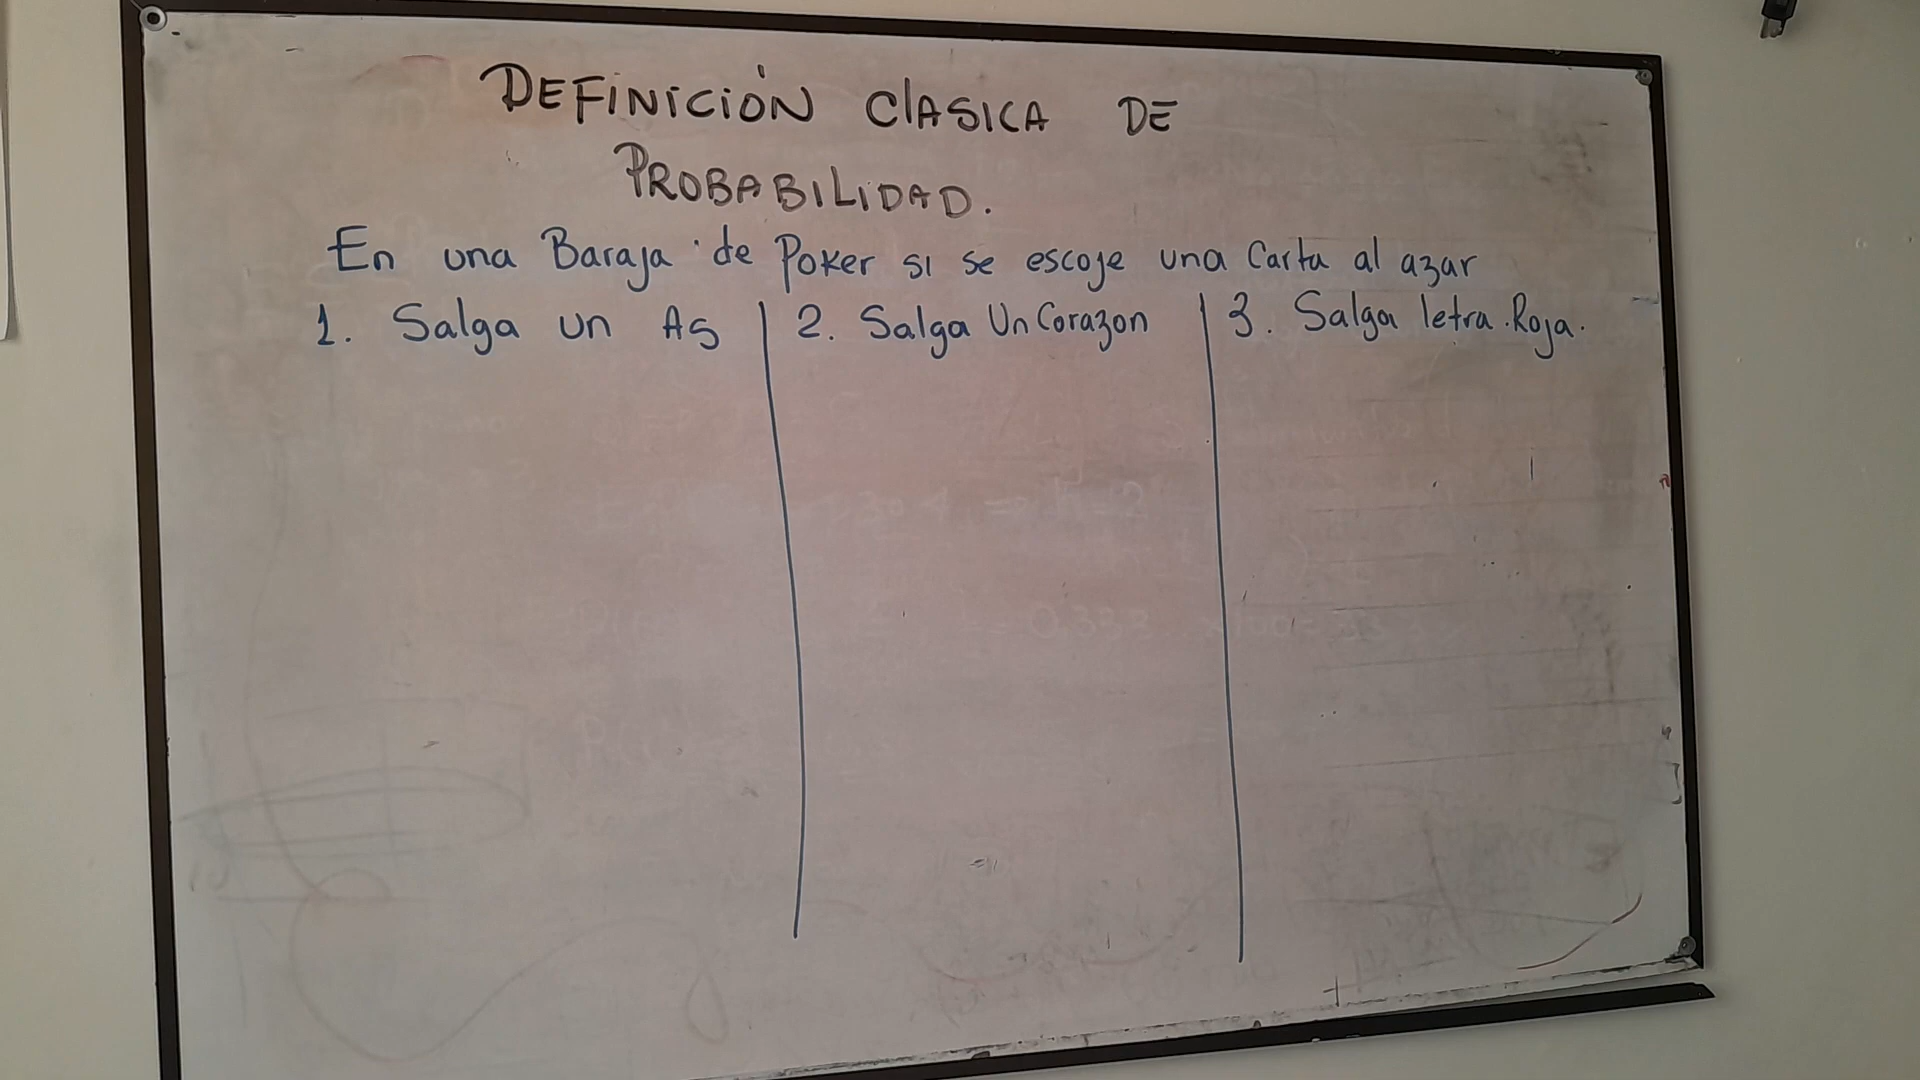 DEFINICIÓN CLASICA DE
PROBABILIDAD.
En una Baraja de Poker si se escoje una Carta al azar
1. Salga un As
2. Salga Un Corazon
3. Salga letra Roja.